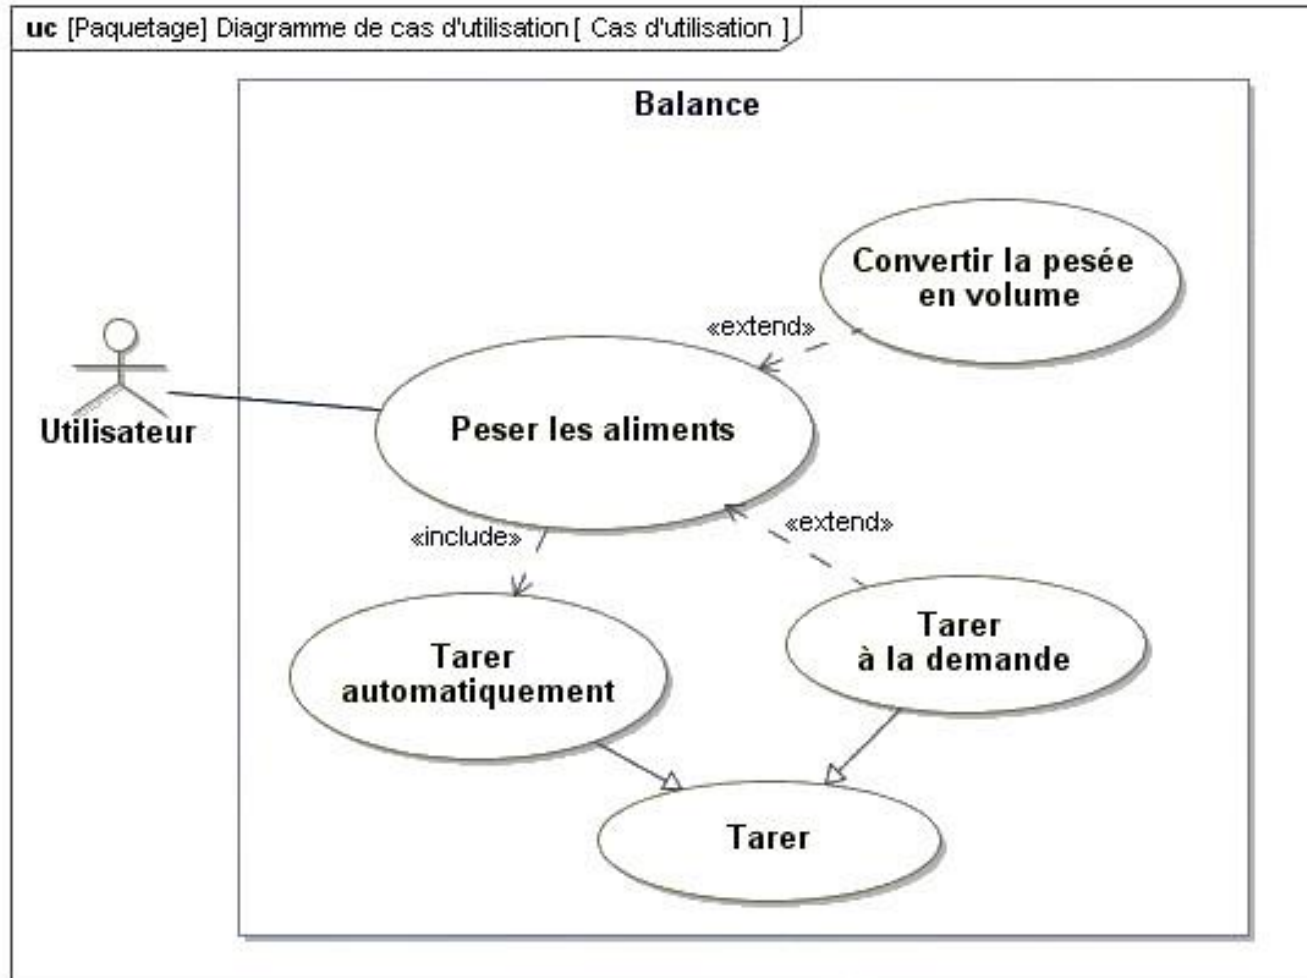 uc [Paquetage] Diagramme de cas d'utilisation [ Cas d'utilisation ]
Balance
Convertir la pesée
en volume
«extend»
Utilisateur
Peser les aliments
«include»
«extend»
Tarer
automatiquement
Tarer
à la demande
Tarer